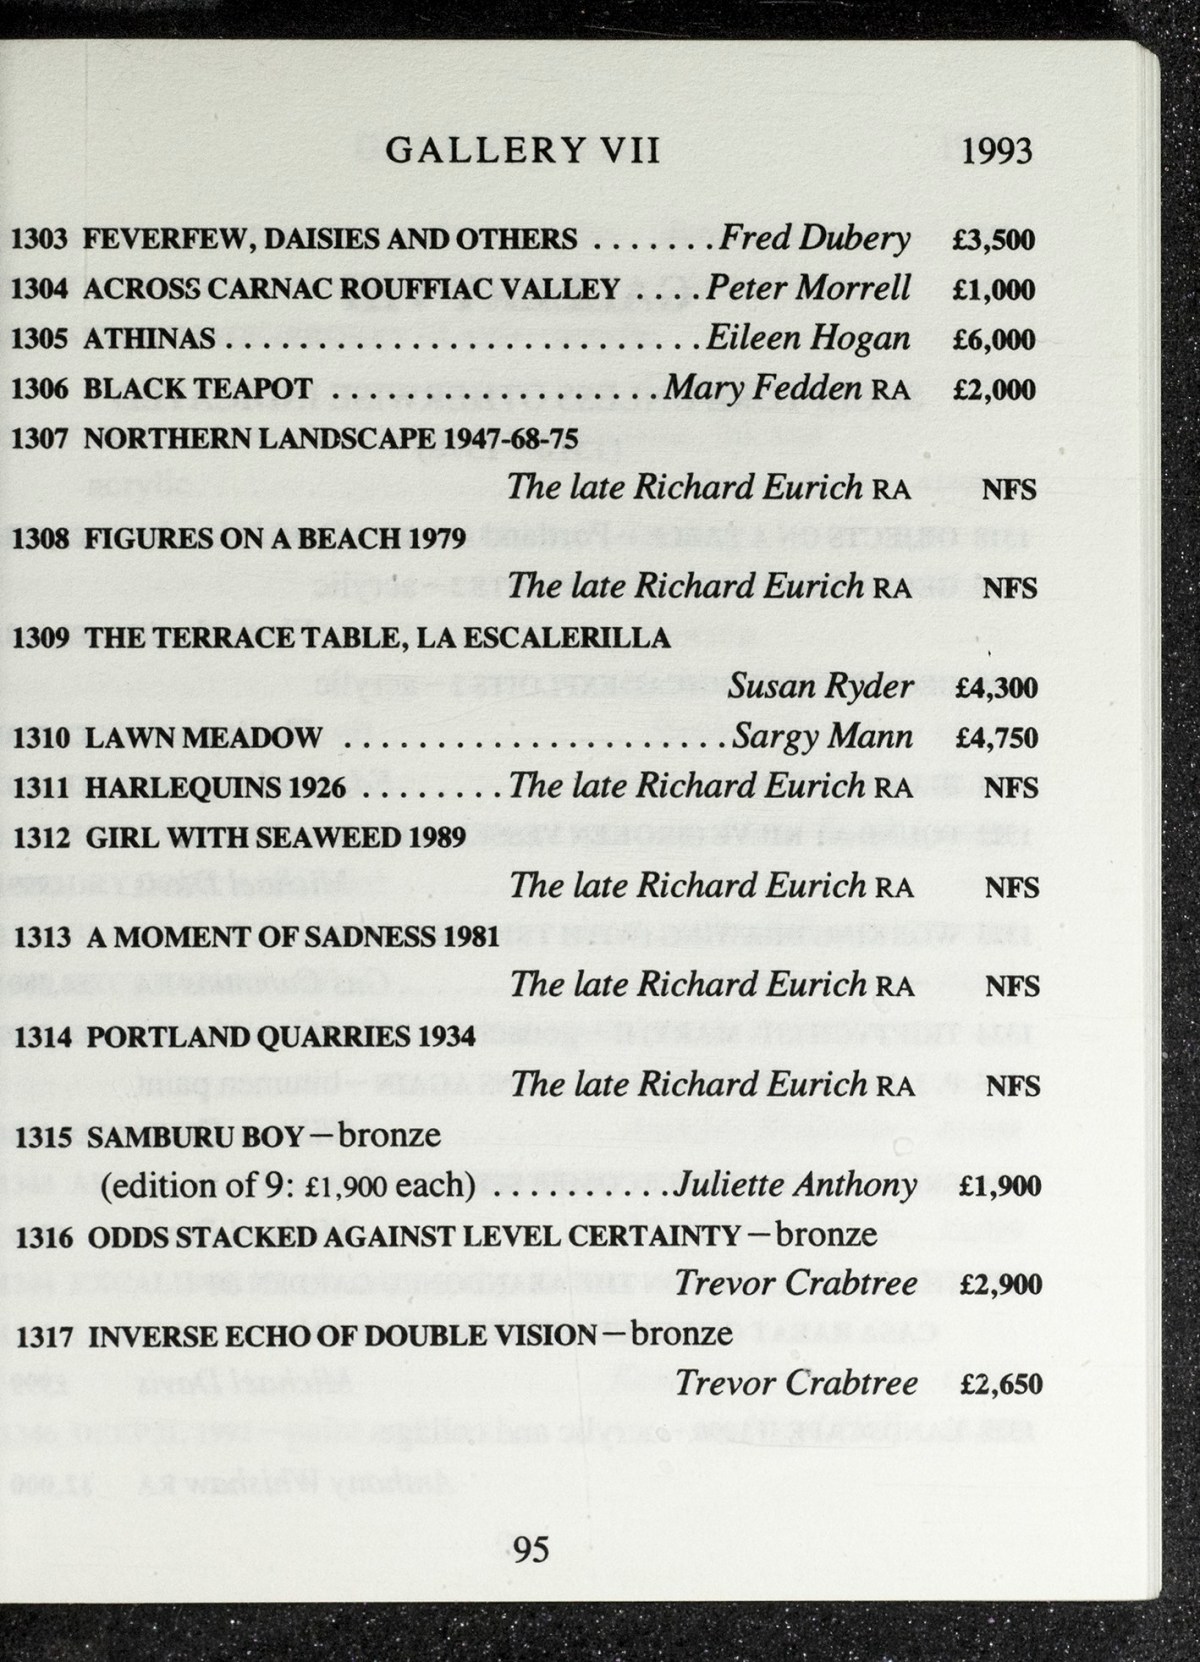 GALLERY VII 1993
1303 FEVERFEW, DAISIES AND OTHERS . . . . . . . Fred Dubery £3,500
1304 ACROSS CARNAC ROUFFIAC VALLEY . . . . Peter Morrell £1,000
1305 ATHINAS . . . . . . . . . . . . . . . . . . . . . . . . . . . Eileen Hogan £6,000
1306 BLACK TEAPOT . . . . . . . . . . . . . . . . . . Mary Fedden RA £2,000
1307 NORTHERN LANDSCAPE 1947-68-75
The late Richard Eurich RA NFS
1308 FIGURES ON A BEACH 1979
The late Richard Eurich RA NFS
1309 THE TERRACE TABLE, LA ESCALERILLA
Susan Ryder £4,300
1310 LAWN MEADOW . . . . . . . . . . . . . . . . . . . . . Sargy Mann £4,750
1311 HARLEQUINS 1926 . . . . . . . . The late Richard Eurich RA NFS
1312 GIRL WITH SEAWEED 1989
The late Richard Eurich RA NFS
1313 A MOMENT OF SADNESS 1981
The late Richard Eurich RA NFS
1314 PORTLAND QUARRIES 1934
The late Richard Eurich RA NFS
1315 SAMBURU BOY—bronze
(edition of 9: £1,900 each) . . . . . . . . . . Juliette Anthony £1,900
1316 ODDS STACKED AGAINST LEVEL CERTAINTY—bronze
Trevor Crabtree £2,900
1317 INVERSE ECHO OF DOUBLE VISION—bronze
Trevor Crabtree £2,650
95